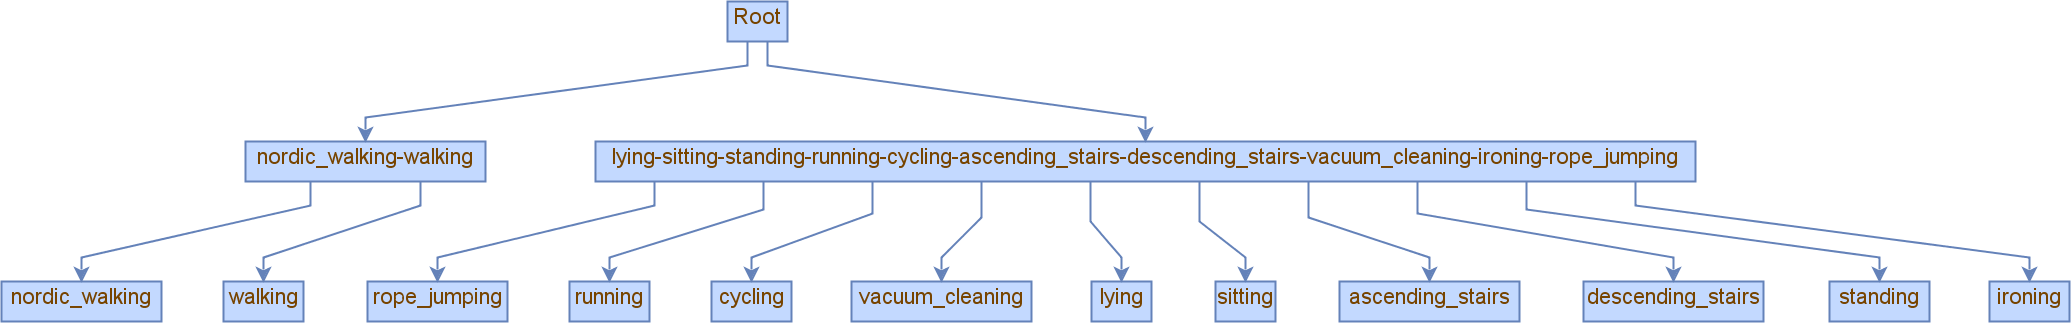 Root
nordic_walking-walking
lying-sitting-standing-running-cycling-ascending_stairs-descending_stairs-vacuum_cleaning-ironing-rope_jumping
nordic_walking
walking
rope_jumping
running
cycling
vacuum_cleaning
lying
sitting
ascending_stairs
descending_stairs
standing
ironing